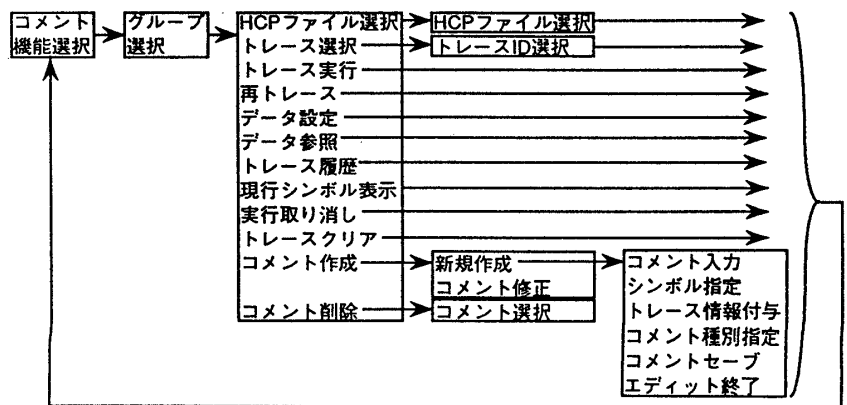 コメント
機能選択
グループ
選択
HCPファイル選択
トレース選択
トレース実行
再トレース
データ設定
データ参照
トレース履歴
現行シンボル表示
実行取り消し
トレースクリア
コメント作成
コメント削除
HCPファイル選択
トレースID選択
新規作成
コメント修正
コメント選択
コメント入力
シンボル指定
トレース情報付与
コメント種別指定
コメントセーブ
エディット終了